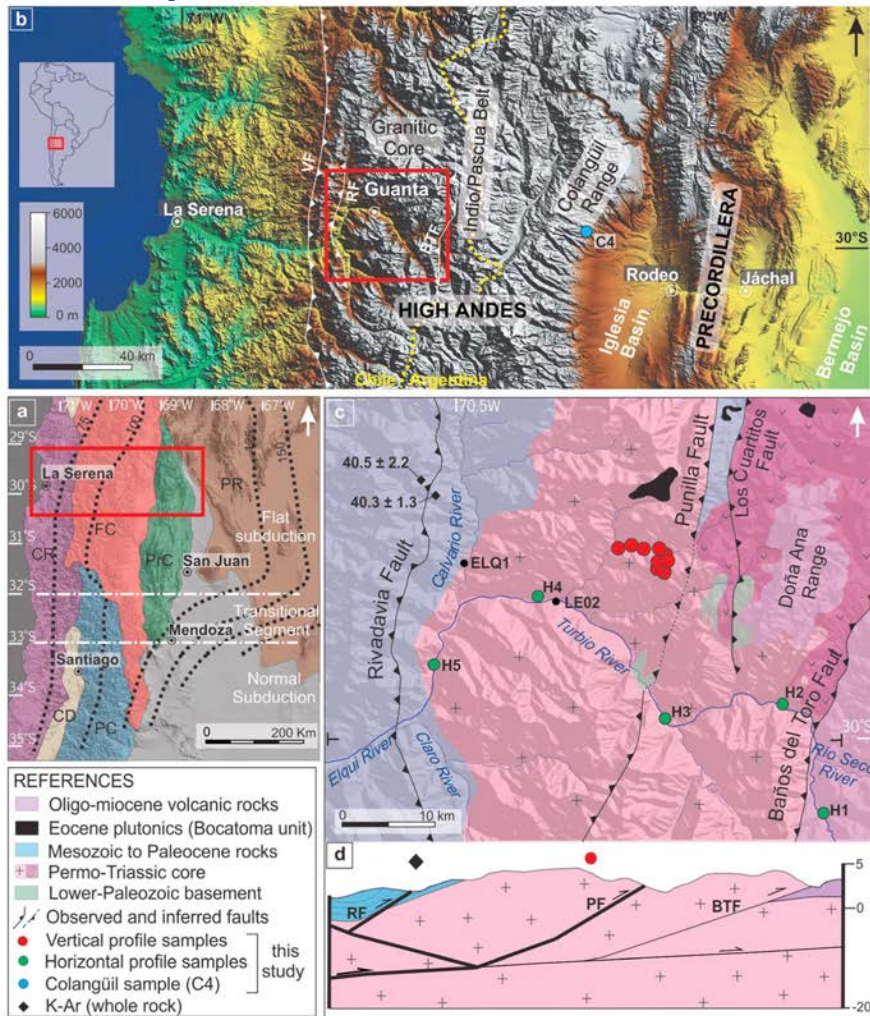 b
71°W
69°W
6000
4000
2000
0 m
0
40 km
La Serena
VF
RF
Granitic
Core
Guanta
BTF
Indio/Pascua Belt
Colangüil
Range
C4
30°S
HIGH ANDES
Chile
Argentina
Rodeo
Jáchal
Iglesia
Basin
PRECORDILLERA
Bermejo
Basin
a
71°W
70°W
69°W
68°W
67°W
29°S
30°S
31°S
32°S
33°S
34°S
35°S
75
100
125
150
La Serena
CR
FC
PrC
PR
San Juan
Flat
subduction
Transitional
Segment
Mendoza
Santiago
Normal
Subduction
CD
PC
0
200 Km
c
70.5°W
40.5 ± 2.2
40.3 ± 1.3
Rivadavia Fault
Calvario River
ELQ1
H4
LE02
Turbio River
Punilla Fault
Los Cuartitos
Fault
Doña Ana
Range
H5
H3
H2
Baños del Toro Fault
30°S
Elqui River
Claro River
Río Seco
River
H1
0
10 km
REFERENCES
Oligo-miocene volcanic rocks
Eocene plutonics (Bocatoma unit)
Mesozoic to Paleocene rocks
Permo-Triassic core
Lower-Paleozoic basement
Observed and inferred faults
Vertical profile samples
Horizontal profile samples
Colangüil sample (C4)
this
study
K-Ar (whole rock)
d
RF
PF
BTF
5
0
-20